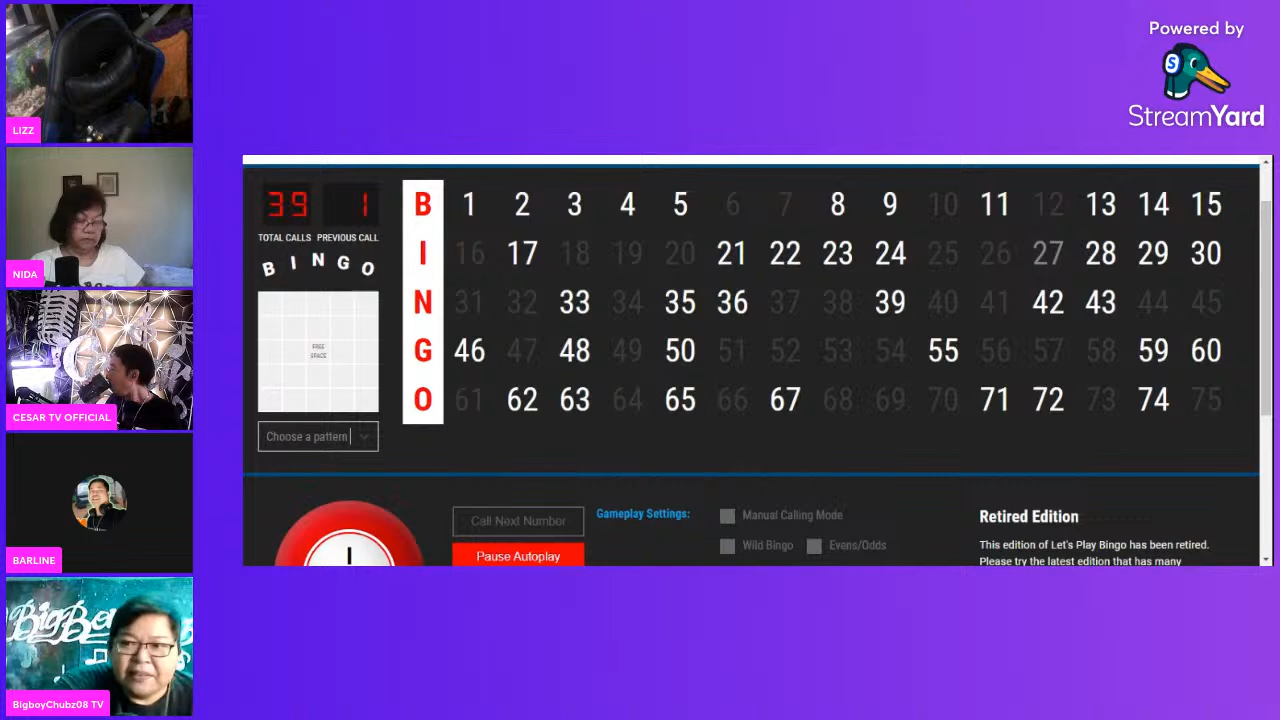 Powered by
S
StreamYard
LIZZ
NIDA
CESAR TV OFFICIAL
BARLINE
BigBo
BigboyChubz08 TV
39 1
TOTAL CALLS PREVIOUS CALL
B I N G O
FREE
SPACE
Choose a pattern
B 1 2 3 4 5 6 7 8 9 10 11 12 13 14 15
I 16 17 18 19 20 21 22 23 24 25 26 27 28 29 30
N 31 32 33 34 35 36 37 38 39 40 41 42 43 44 45
G 46 47 48 49 50 51 52 53 54 55 56 57 58 59 60
O 61 62 63 64 65 66 67 68 69 70 71 72 73 74 75
I
Call Next Number
Pause Autoplay
Gameplay Settings:
Manual Calling Mode
Wild Bingo Evens/Odds
Retired Edition
This edition of Let's Play Bingo has been retired.
Please try the latest edition that has many